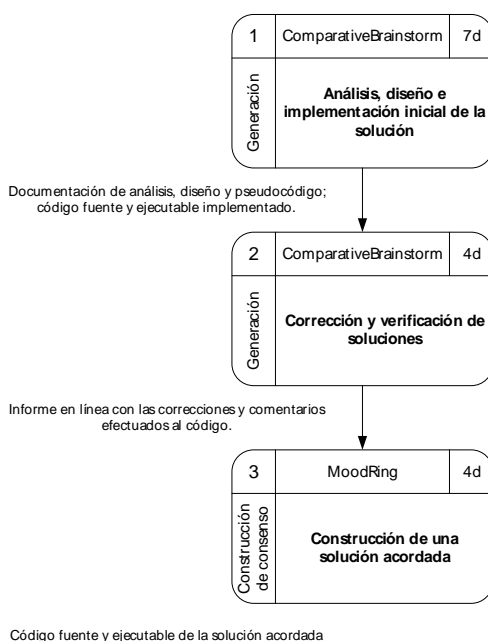 1 ComparativeBrainstorm 7d
Generación
Análisis, diseño e
implementación inicial de la
solución
Documentación de análisis, diseño y pseudocódigo;
código fuente y ejecutable implementado.
2 ComparativeBrainstorm 4d
Generación
Corrección y verificación de
soluciones
Informe en línea con las correcciones y comentarios
efectuados al código.
3 MoodRing 4d
Construcción
de consenso
Construcción de una
solución acordada
Código fuente y ejecutable de la solución acordada